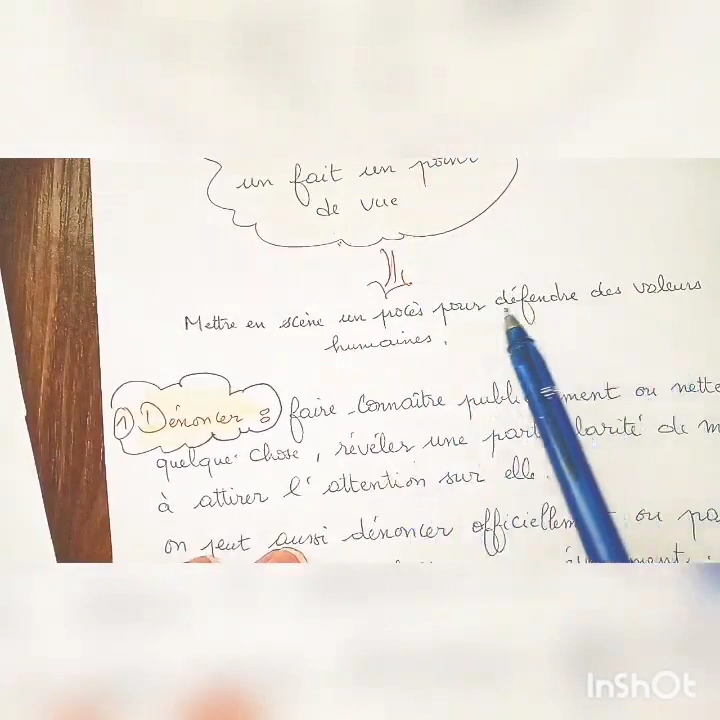 un fait un point
de vue
Mettre en scène un pocès pour défendre des valeurs
humaines.
1) Dénoncer : faire connaître publi ment ou nette
quelque chose, révéler une part larité de m
à attirer l'attention sur elle.
on peut aussi dénoncer officiellem ou pa
InShOt